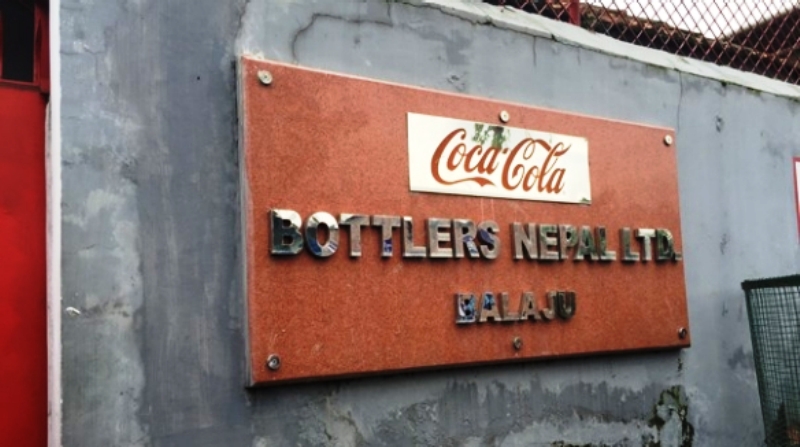 Coca-Cola
BOTTLERS NEPAL LTD.
BALAJU